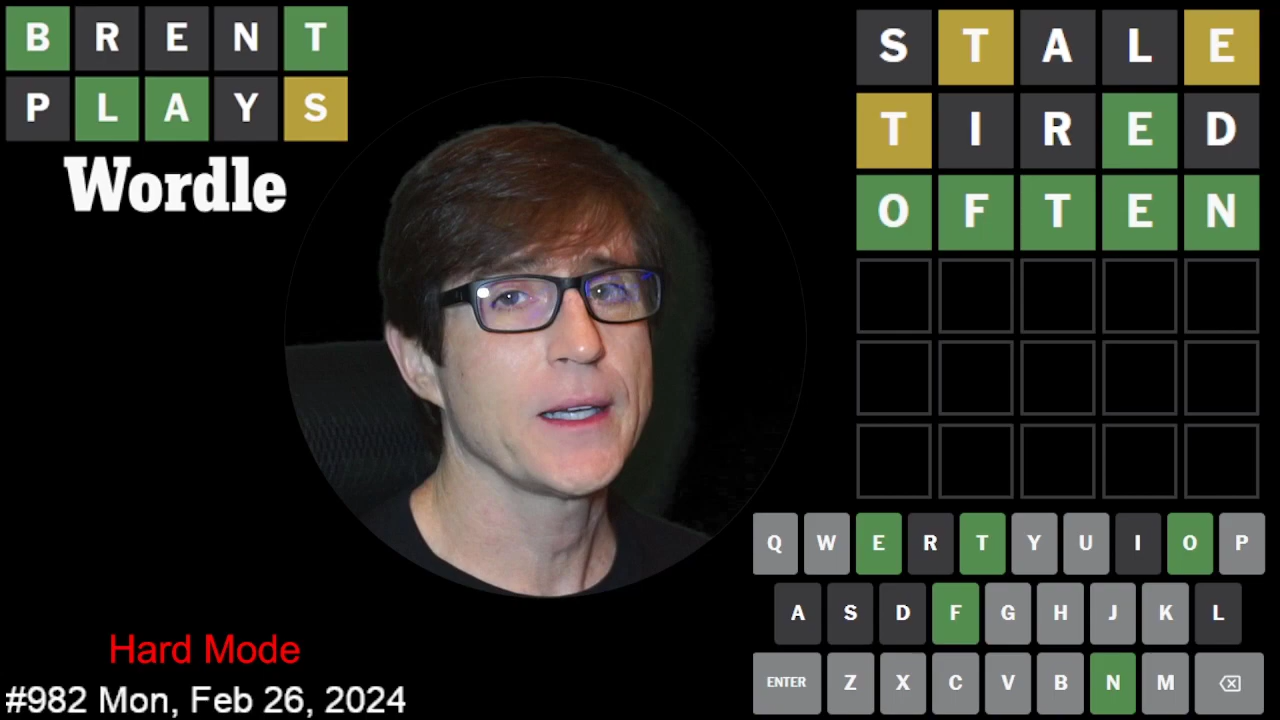 BRENT
PLAYS
Wordle
STALE
TIRED
OFTEN
Q W E R T Y U I O P
A S D F G H J K L
ENTER Z X C V B N M
Hard Mode
#982 Mon, Feb 26, 2024